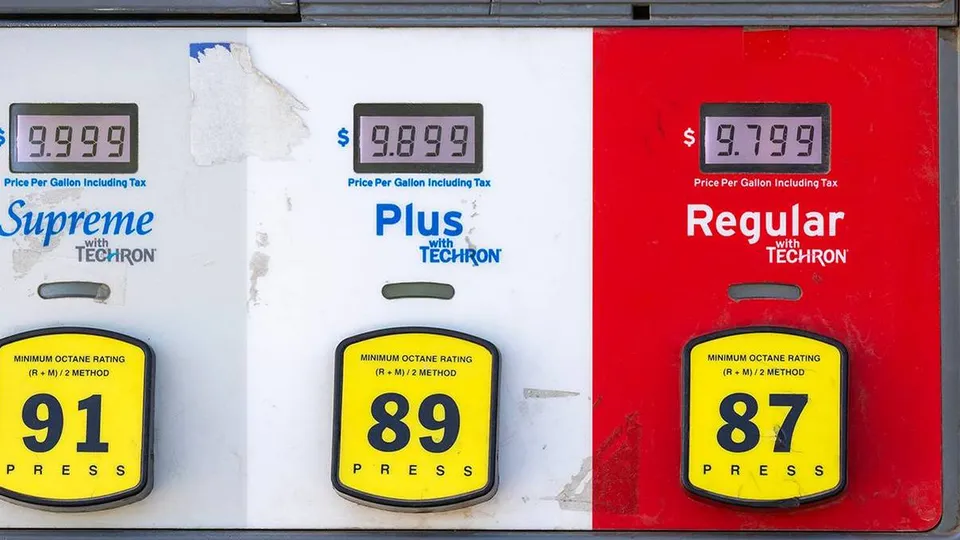 $ 9.999
Price Per Gallon Including Tax
Supreme
with
TECHRON
MINIMUM OCTANE RATING
(R + M) / 2 METHOD
91
PRESS
$ 9.899
Price Per Gallon Including Tax
Plus
with
TECHRON
MINIMUM OCTANE RATING
(R + M) / 2 METHOD
89
PRESS
$ 9.799
Price Per Gallon Including Tax
Regular
with
TECHRON
MINIMUM OCTANE RATING
(R + M) / 2 METHOD
87
PRESS